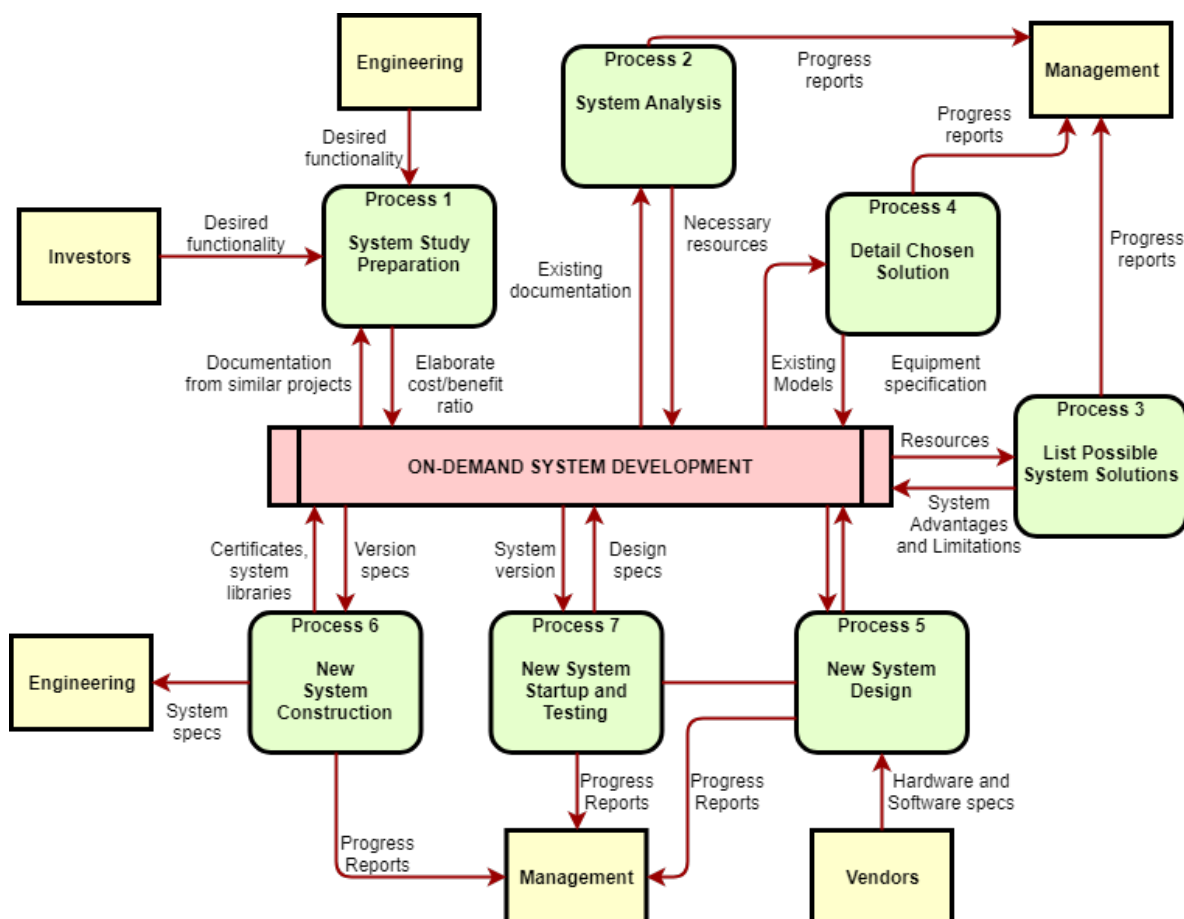 Engineering
Process 2
System Analysis
Progress
reports
Management
Desired
functionality
Progress
reports
Process 1
System Study
Preparation
Desired
functionality
Investors
Necessary
resources
Process 4
Detail Chosen
Solution
Progress
reports
Existing
documentation
Documentation
from similar projects
Elaborate
cost/benefit
ratio
Existing
Models
Equipment
specification
Process 3
List Possible
System Solutions
Resources
ON-DEMAND SYSTEM DEVELOPMENT
System
Advantages
and Limitations
Certificates,
system
libraries
Version
specs
System
version
Design
specs
Process 6
New
System
Construction
Process 7
New System
Startup and
Testing
Process 5
New System
Design
Engineering
System
specs
Progress
Reports
Progress
Reports
Hardware and
Software specs
Progress
Reports
Management
Vendors